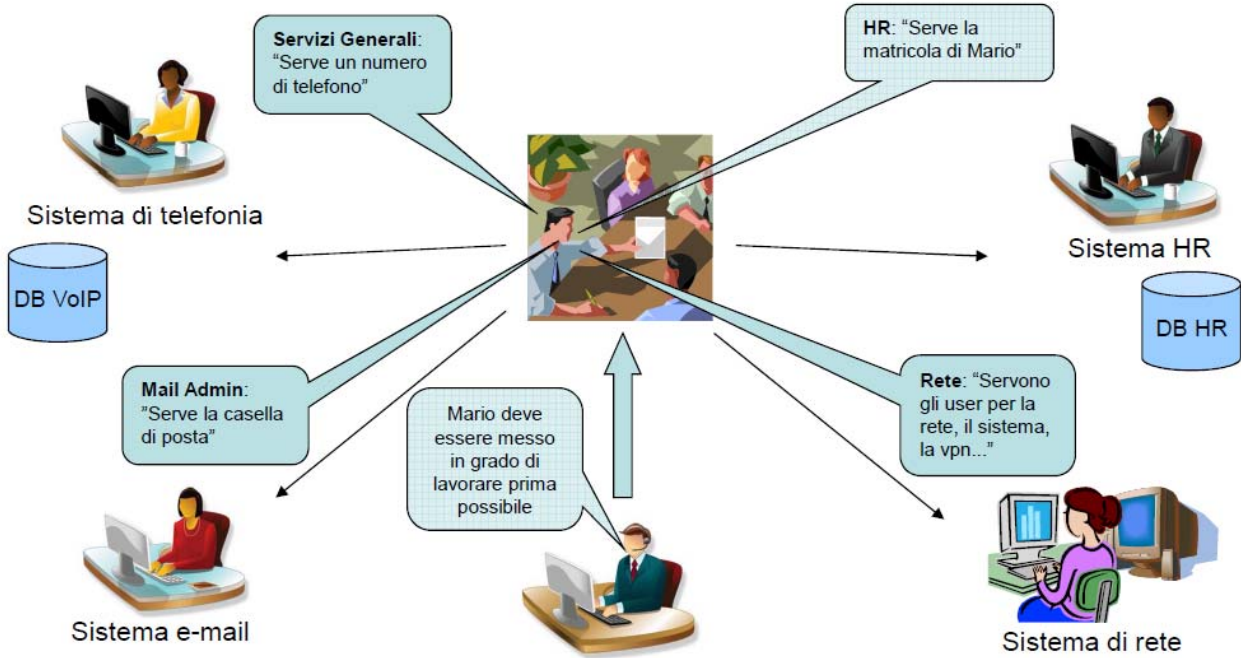 Servizi Generali:
“Serve un numero
di telefono”
HR: “Serve la
matricola di Mario”
Sistema di telefonia
Sistema HR
DB VoIP
DB HR
Mail Admin:
”Serve la casella
di posta”
Mario deve
essere messo
in grado di
lavorare prima
possibile
Rete: “Servono
gli user per la
rete, il sistema,
la vpn...”
Sistema e-mail
Sistema di rete